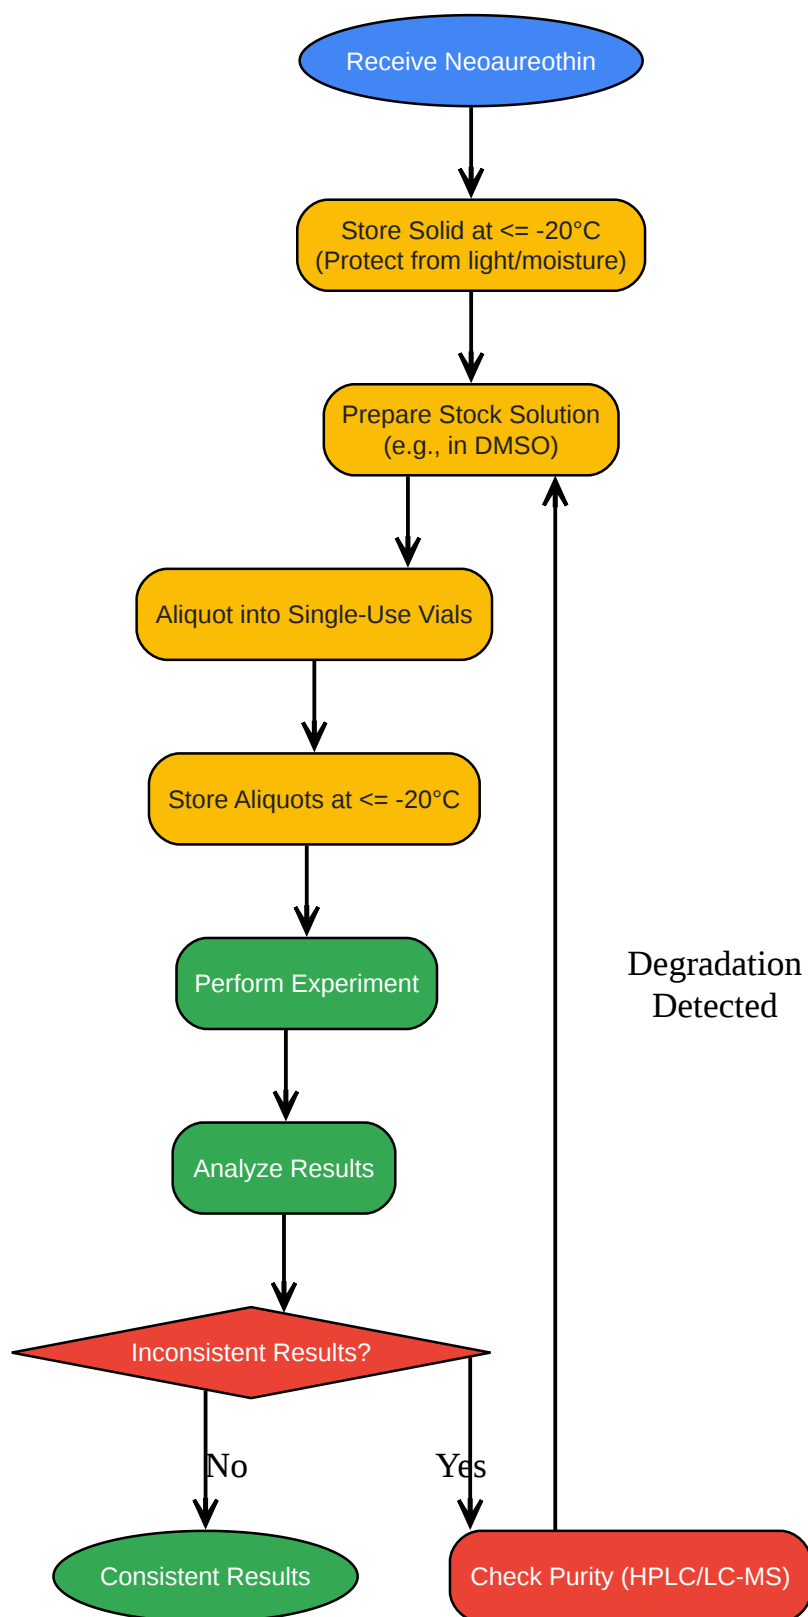 Receive Neoaureothin
Store Solid at <= -20°C
(Protect from light/moisture)
Prepare Stock Solution
(e.g., in DMSO)
Aliquot into Single-Use Vials
Store Aliquots at <= -20°C
Perform Experiment
Degradation
Detected
Analyze Results
Inconsistent Results?
No
Yes
Consistent Results
Check Purity (HPLC/LC-MS)